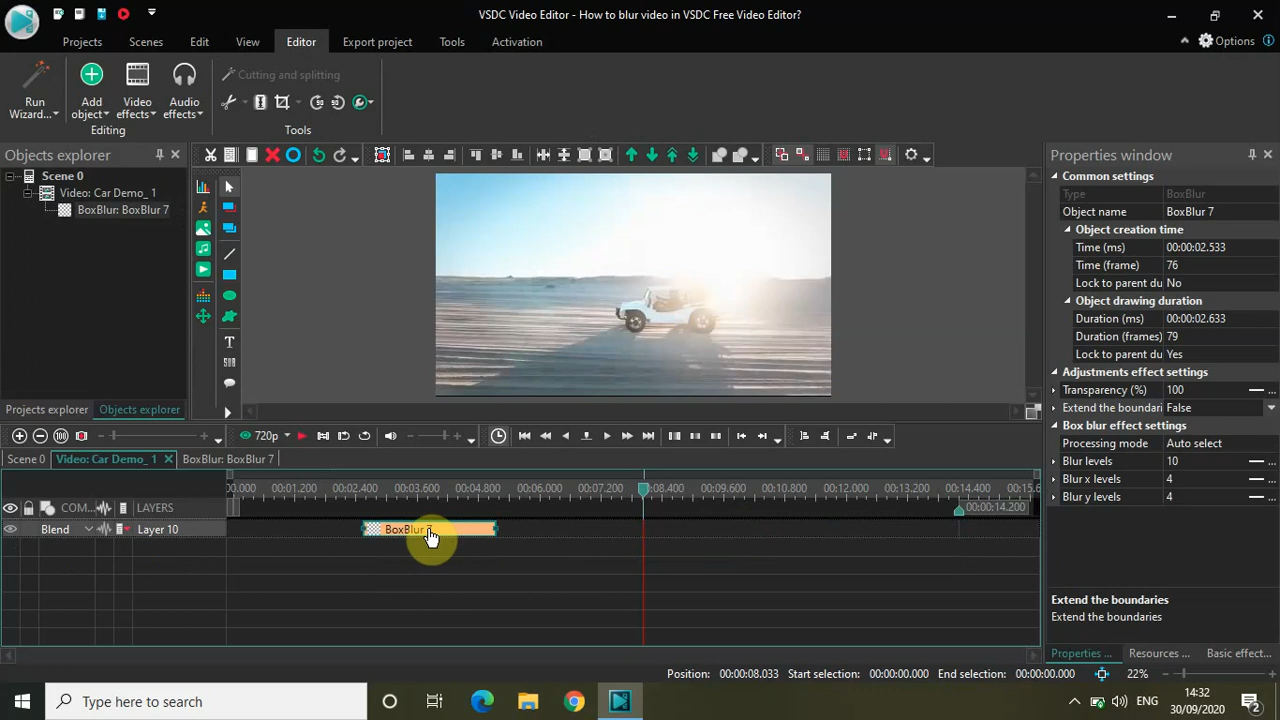 VSDC Video Editor - How to blur video in VSDC Free Video Editor?
Projects Scenes Edit View Editor Export project Tools Activation
Options
Run Wizard...
Add object
Video effects
Audio effects
Cutting and splitting
Editing
Tools
Objects explorer
Scene 0
Video: Car Demo_1
BoxBlur: BoxBlur 7
Projects explorer
Objects explorer
Properties window
Common settings
Type BoxBlur
Object name BoxBlur 7
Object creation time
Time (ms) 00:00:02.533
Time (frame) 76
Lock to parent du No
Object drawing duration
Duration (ms) 00:00:02.633
Duration (frames) 79
Lock to parent du Yes
Adjustments effect settings
Transparency (%) 100 ...
Extend the boundari False
Box blur effect settings
Processing mode Auto select
Blur levels 10 ...
Blur x levels 4 ...
Blur y levels 4 ...
Extend the boundaries
Extend the boundaries
Properties ... Resources ... Basic effect...
720p
Scene 0 Video: Car Demo_1 BoxBlur: BoxBlur 7
0.000 00:01.200 00:02.400 00:03.600 00:04.800 00:06.000 00:07.200 00:08.400 00:09.600 00:10.800 00:12.000 00:13.200 00:14.400 00:15.6
COM... LAYERS
00:00:14.200
Blend Layer 10
BoxBlur 7
Position: 00:00:08.033 Start selection: 00:00:00.000 End selection: 00:00:00.000 22%
Type here to search
ENG
14:32
30/09/2020
2